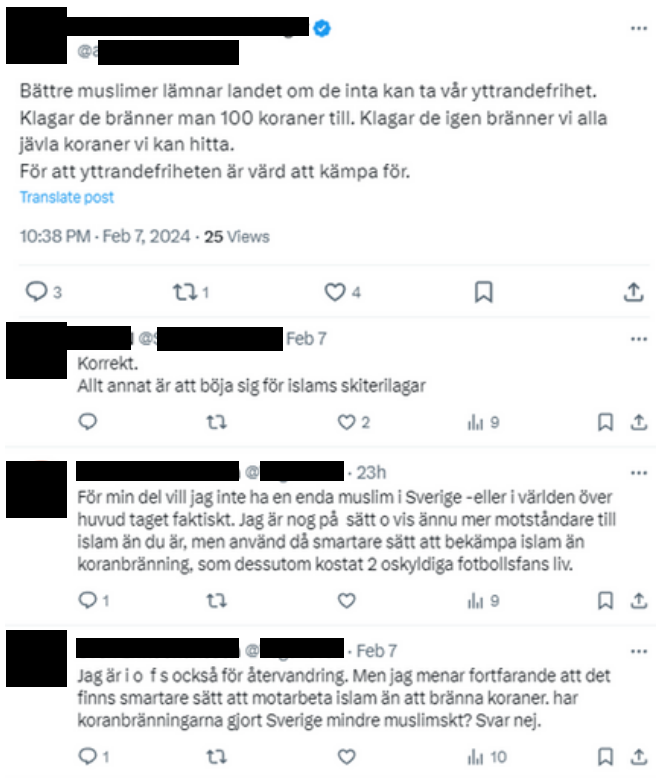 @
Bättre muslimer lämnar landet om de inta kan ta vår yttrandefrihet.
Klagar de bränner man 100 koraner till. Klagar de igen bränner vi alla
jävla koraner vi kan hitta.
För att yttrandefriheten är värd att kämpa för.
Translate post
10:38 PM · Feb 7, 2024 · 25 Views
3 1 4
@ Feb 7
Korrekt.
Allt annat är att böja sig för islams skiterilagar
2 9
@ · 23h
För min del vill jag inte ha en enda muslim i Sverige -eller i världen över
huvud taget faktiskt. Jag är nog på sätt o vis ännu mer motståndare till
islam än du är, men använd då smartare sätt att bekämpa islam än
koranbränning, som dessutom kostat 2 oskyldiga fotbollsfans liv.
1 9
@ · Feb 7
Jag är i o f s också för återvandring. Men jag menar fortfarande att det
finns smartare sätt att motarbeta islam än att bränna koraner. har
koranbränningarna gjort Sverige mindre muslimskt? Svar nej.
1 10